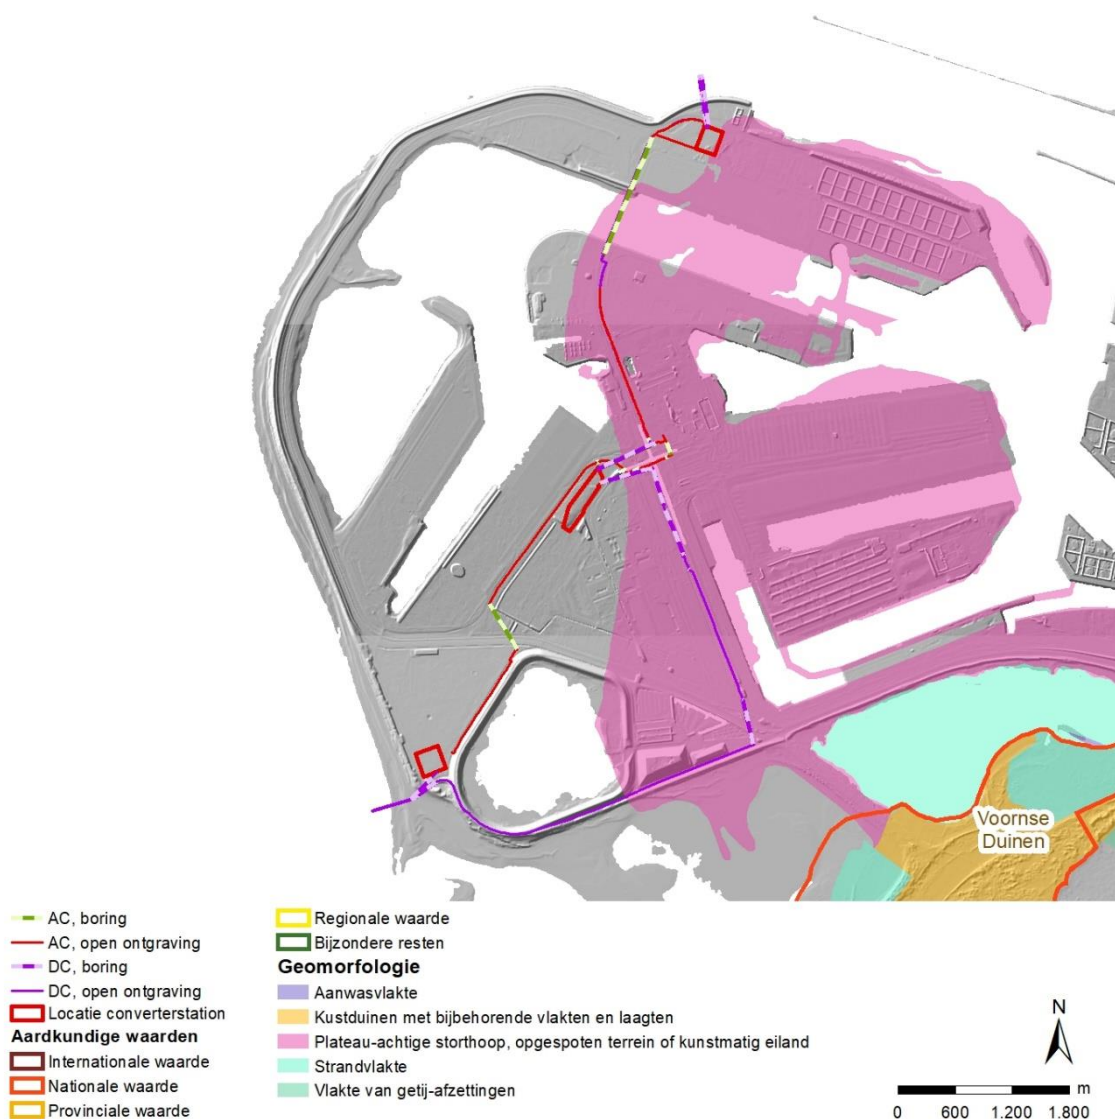 Voornse
Duinen
AC, boring
AC, open ontgraving
DC, boring
DC, open ontgraving
Locatie converterstation
Aardkundige waarden
Internationale waarde
Nationale waarde
Provinciale waarde
Regionale waarde
Bijzondere resten
Geomorfologie
Aanwasvlakte
Kustduinen met bijbehorende vlakten en laagten
Plateau-achtige storthoop, opgespoten terrein of kunstmatig eiland
Strandvlakte
Vlakte van getij-afzettingen
N
m
0 600 1.200 1.800